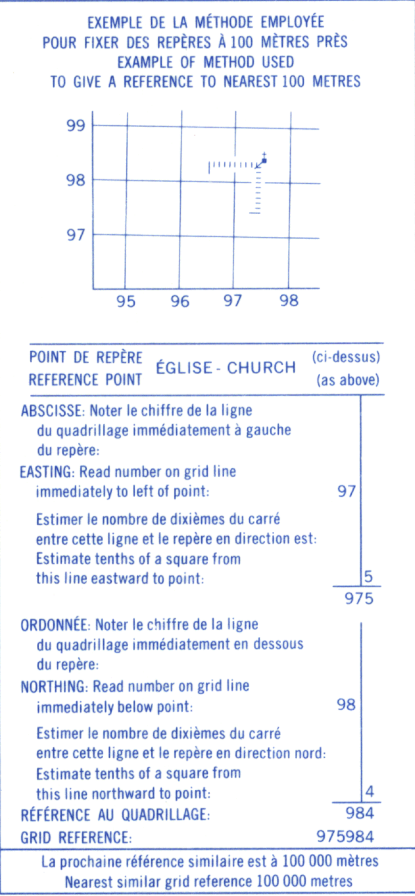 EXEMPLE DE LA MÉTHODE EMPLOYÉE
POUR FIXER DES REPÈRES À 100 MÈTRES PRÈS
EXAMPLE OF METHOD USED
TO GIVE A REFERENCE TO NEAREST 100 METRES
99
98
97
95 96 97 98
POINT DE REPÈRE
REFERENCE POINT
ÉGLISE - CHURCH
(ci-dessus)
(as above)
ABSCISSE: Noter le chiffre de la ligne
du quadrillage immédiatement à gauche
du repère:
EASTING: Read number on grid line
immediately to left of point: 97
Estimer le nombre de dixièmes du carré
entre cette ligne et le repère en direction est:
Estimate tenths of a square from
this line eastward to point: 5
975
ORDONNÉE: Noter le chiffre de la ligne
du quadrillage immédiatement en dessous
du repère:
NORTHING: Read number on grid line
immediately below point: 98
Estimer le nombre de dixièmes du carré
entre cette ligne et le repère en direction nord:
Estimate tenths of a square from
this line northward to point: 4
RÉFÉRENCE AU QUADRILLAGE: 984
GRID REFERENCE: 975984
La prochaine référence similaire est à 100 000 mètres
Nearest similar grid reference 100 000 metres